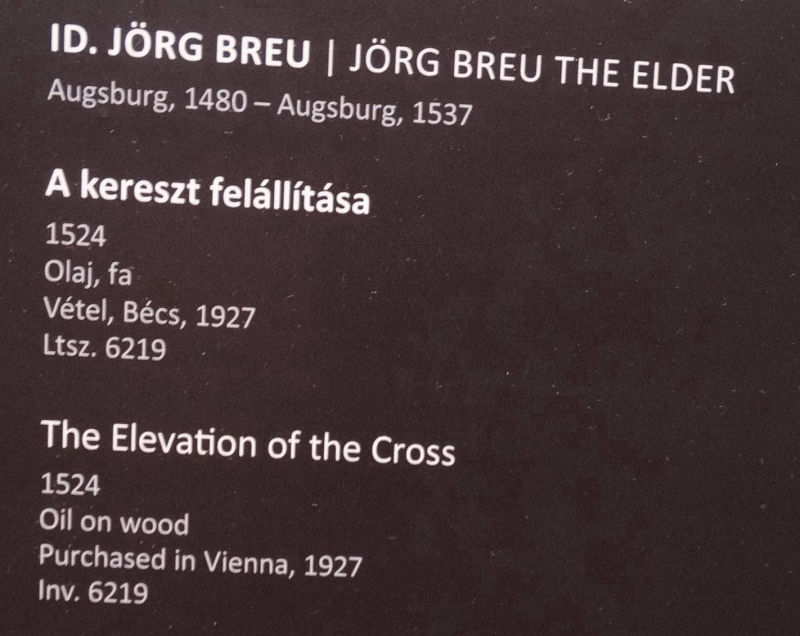 ID. JÖRG BREU | JÖRG BREU THE ELDER
Augsburg, 1480 – Augsburg, 1537
A kereszt felállítása
1524
Olaj, fa
Vétel, Bécs, 1927
Ltsz. 6219
The Elevation of the Cross
1524
Oil on wood
Purchased in Vienna, 1927
Inv. 6219